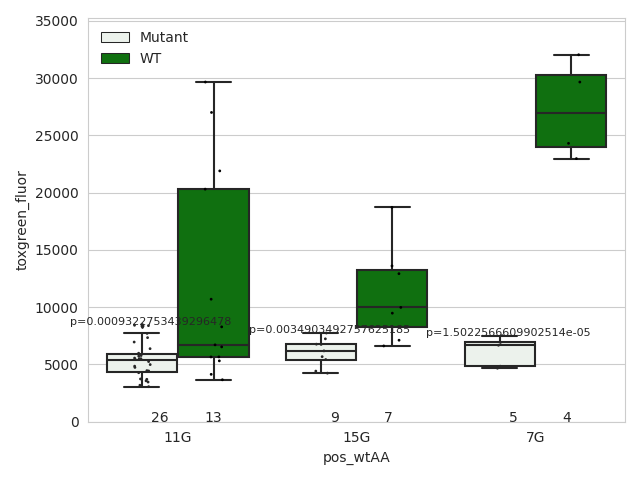 35000
30000
25000
20000
15000
10000
5000
0
toxgreen_fluor
Mutant
WT
p=0.0009322753439296478
p=0.0034903492757625185
p=1.5022566609902514e-05
26 13 9 7 5 4
11G 15G 7G
pos_wtAA